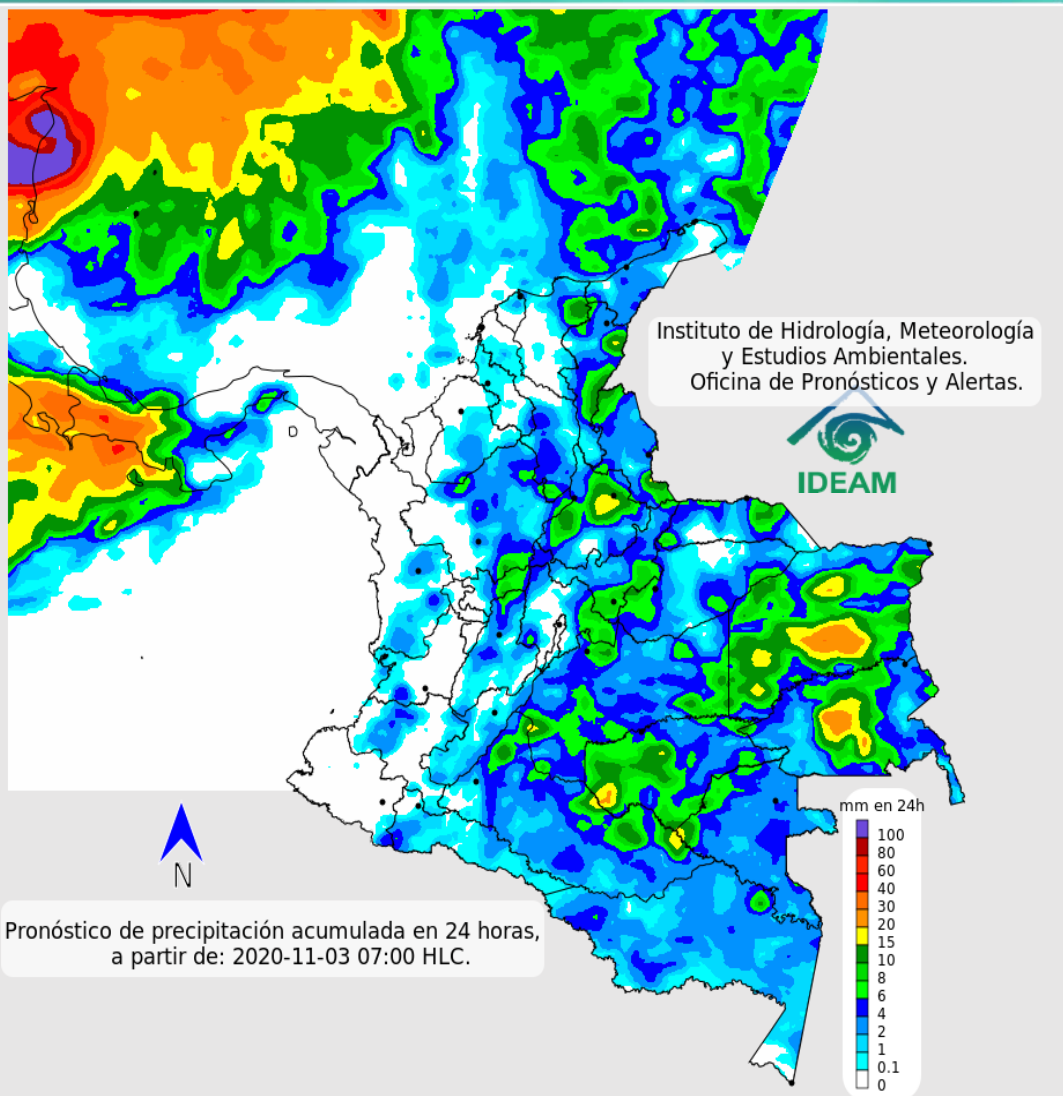 Instituto de Hidrología, Meteorología
y Estudios Ambientales.
Oficina de Pronósticos y Alertas.
IDEAM
mm en 24h
100
80
60
40
30
20
15
10
8
6
4
2
1
0.1
0
N
Pronóstico de precipitación acumulada en 24 horas,
a partir de: 2020-11-03 07:00 HLC.